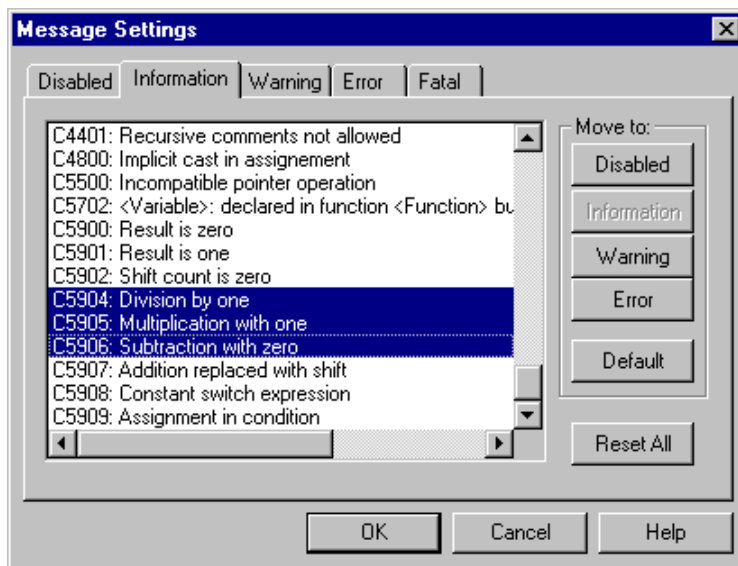 Message Settings
Disabled Information Warning Error Fatal
C4401: Recursive comments not allowed
C4800: Implicit cast in assignement
C5500: Incompatible pointer operation
C5702: <Variable>: declared in function <Function> bu
C5900: Result is zero
C5901: Result is one
C5902: Shift count is zero
C5904: Division by one
C5905: Multiplication with one
C5906: Subtraction with zero
C5907: Addition replaced with shift
C5908: Constant switch expression
C5909: Assignment in condition
Move to:
Disabled
Information
Warning
Error
Default
Reset All
OK Cancel Help